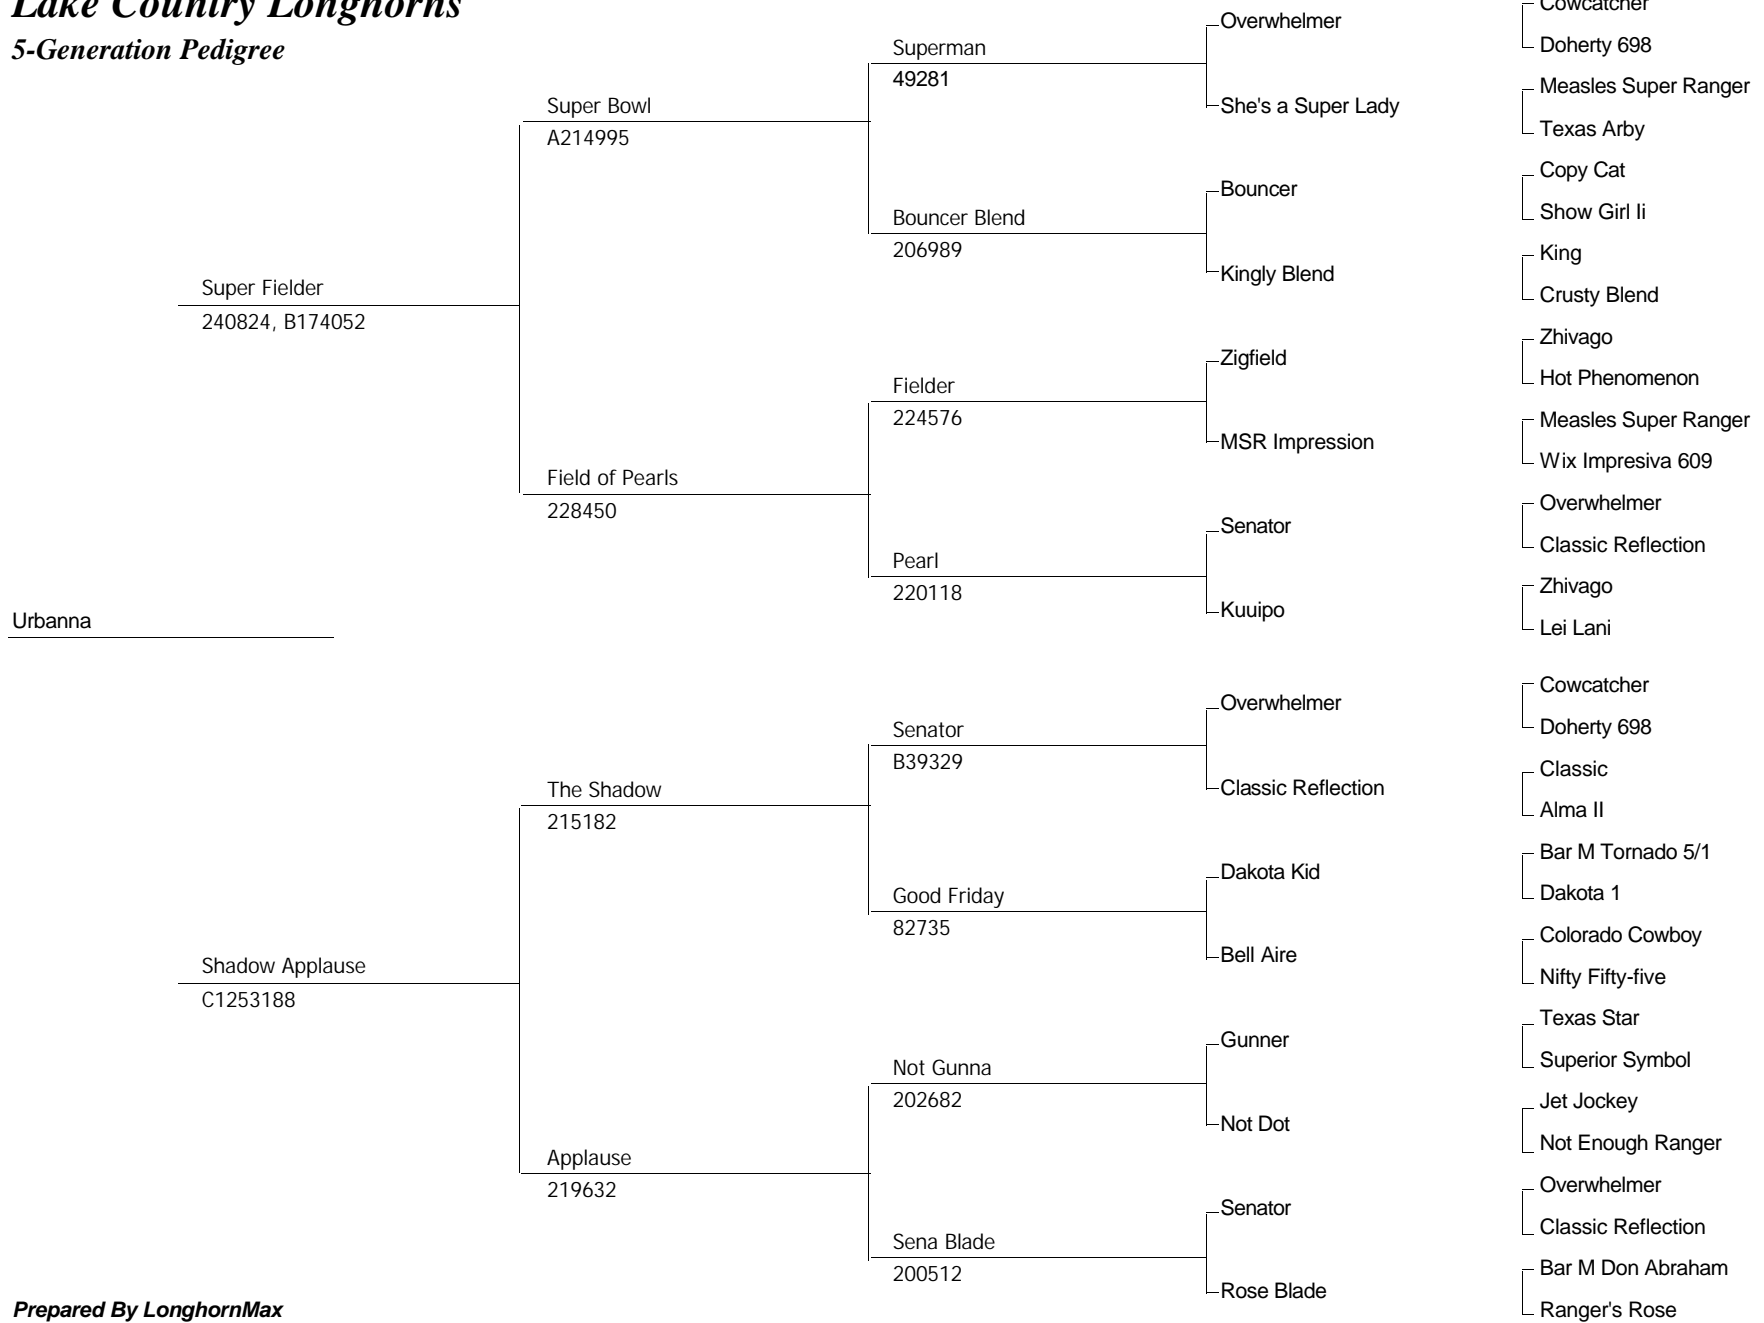 Lake Country Longhorns
5-Generation Pedigree
Urbanna
Super Fielder
240824, B174052
Shadow Applause
C1253188
Super Bowl
A214995
Field of Pearls
228450
The Shadow
215182
Applause
219632
Superman
49281
Bouncer Blend
206989
Fielder
224576
Pearl
220118
Senator
B39329
Good Friday
82735
Not Gunna
202682
Sena Blade
200512
Overwhelmer
She's a Super Lady
Bouncer
Kingly Blend
Zigfield
MSR Impression
Senator
Kuuipo
Overwhelmer
Classic Reflection
Dakota Kid
Bell Aire
Gunner
Not Dot
Senator
Rose Blade
Cowcatcher
Doherty 698
Measles Super Ranger
Texas Arby
Copy Cat
Show Girl Ii
King
Crusty Blend
Zhivago
Hot Phenomenon
Measles Super Ranger
Wix Impresiva 609
Overwhelmer
Classic Reflection
Zhivago
Lei Lani
Cowcatcher
Doherty 698
Classic
Alma II
Bar M Tornado 5/1
Dakota 1
Colorado Cowboy
Nifty Fifty-five
Texas Star
Superior Symbol
Jet Jockey
Not Enough Ranger
Overwhelmer
Classic Reflection
Bar M Don Abraham
Ranger's Rose
Prepared By LonghornMax